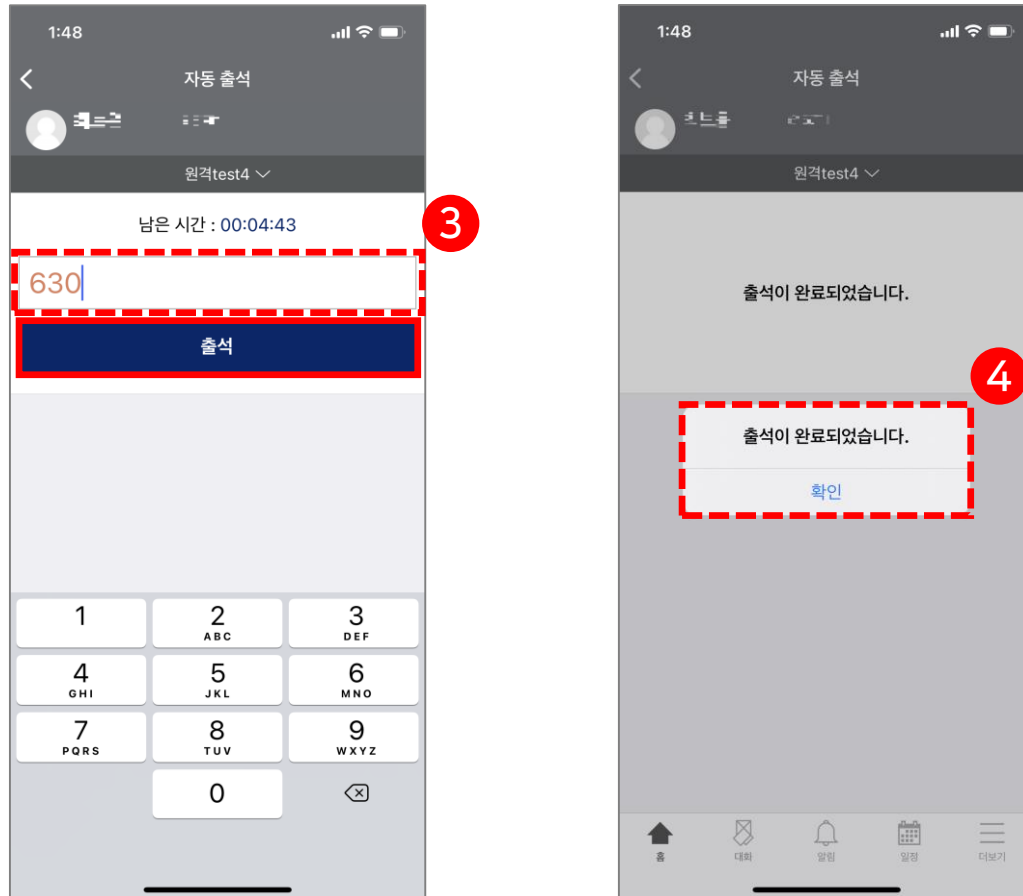 1:48
자동 출석
원격test4
남은 시간 : 00:04:43
3
630
출석
1
2
ABC
3
DEF
4
GHI
5
JKL
6
MNO
7
PQRS
8
TUV
9
WXYZ
0
1:48
자동 출석
원격test4
출석이 완료되었습니다.
4
출석이 완료되었습니다.
확인
홈
대화
알림
일정
더보기